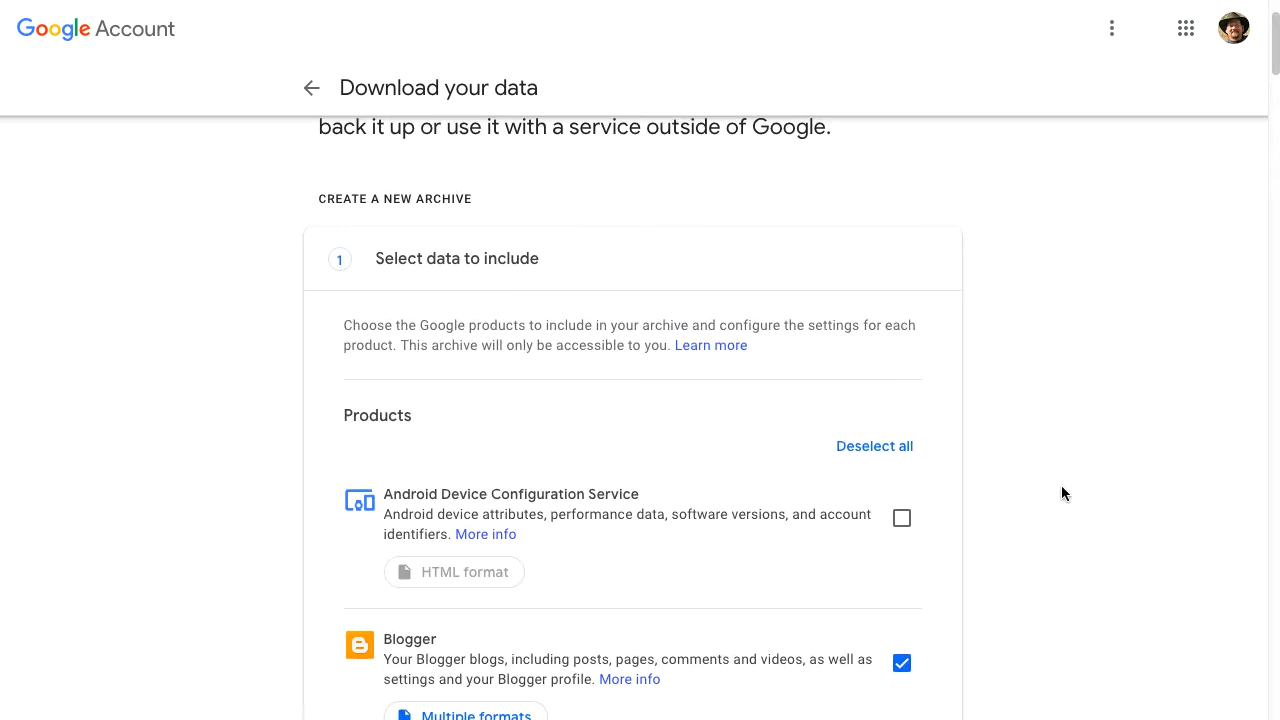 Google Account
Download your data
back it up or use it with a service outside of Google.
CREATE A NEW ARCHIVE
1 Select data to include
Choose the Google products to include in your archive and configure the settings for each
product. This archive will only be accessible to you. Learn more
Products
Deselect all
Android Device Configuration Service
Android device attributes, performance data, software versions, and account
identifiers. More info
HTML format
Blogger
Your Blogger blogs, including posts, pages, comments and videos, as well as
settings and your Blogger profile. More info
Multiple formats